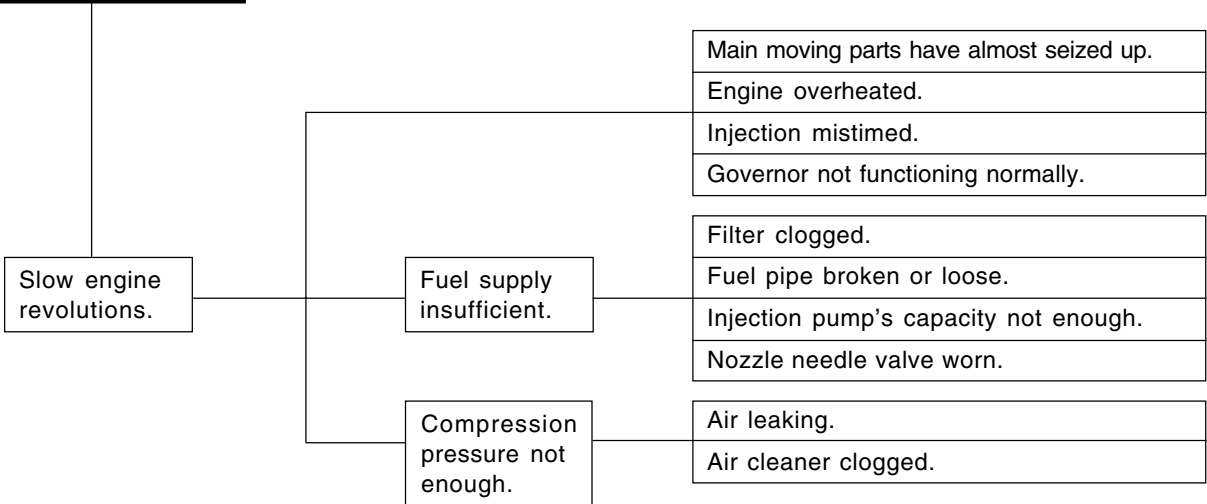 Main moving parts have almost seized up.
Engine overheated.
Injection mistimed.
Governor not functioning normally.
Slow engine
revolutions.
Fuel supply
insufficient.
Filter clogged.
Fuel pipe broken or loose.
Injection pump’s capacity not enough.
Nozzle needle valve worn.
Compression
pressure not
enough.
Air leaking.
Air cleaner clogged.